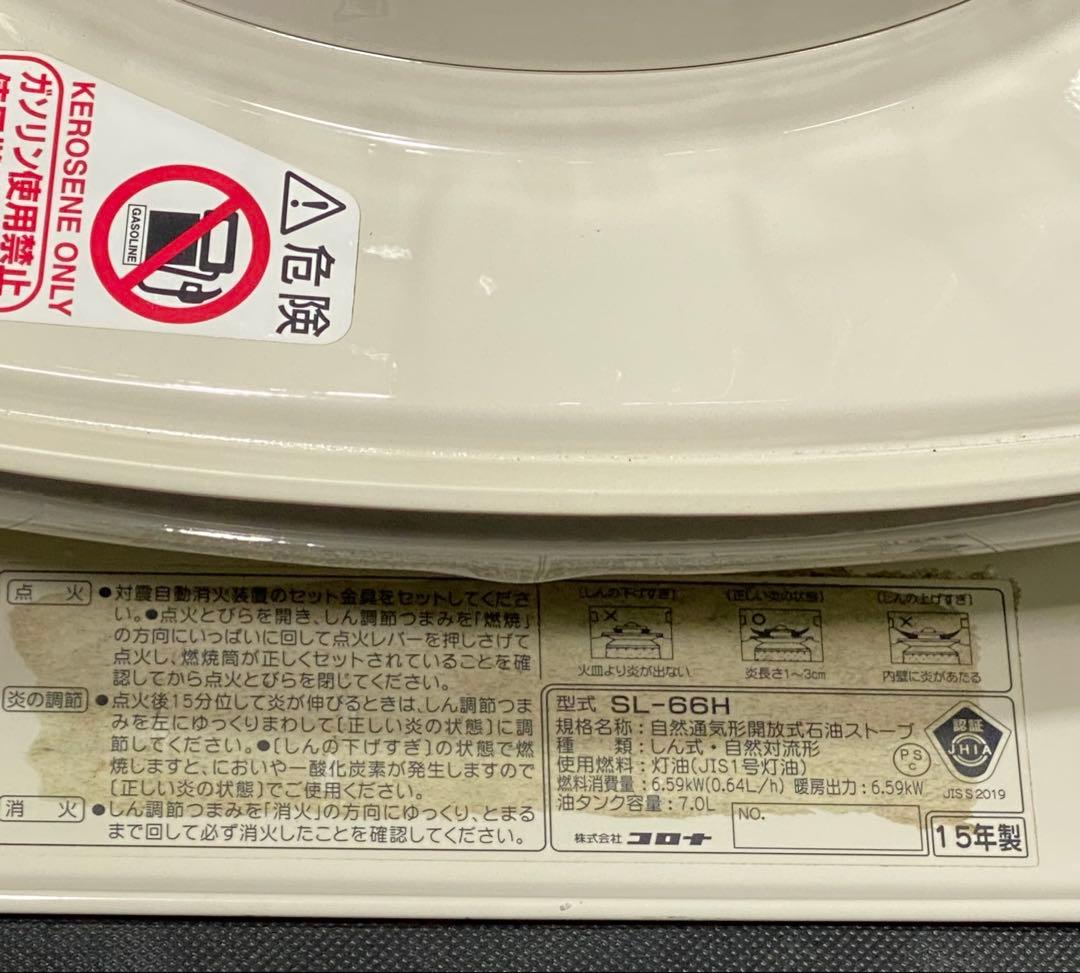 危険
GASOLINE
KEROSENE ONLY
ガソリン使用禁止
点 火
●対震自動消火装置のセット金具をセットしてくださ
い。●点火とびらを開き、しん調節つまみを「燃焼」
の方向にいっぱいに回して点火レバーを押しさげて
点火し、燃焼筒が正しくセットされていることを確
認してから点火とびらを閉じてください。
炎の調節
●点火後15分位して炎が伸びるときは、しん調節つま
みを左にゆっくりまわして〔正しい炎の状態〕に調
節してください。●〔しんの下げすぎ〕の状態で燃
焼しますと、においや一酸化炭素が発生しますので
〔正しい炎の状態〕でご使用ください。
消 火
●しん調節つまみを「消火」の方向にゆっくり、とまる
まで回して必ず消火したことを確認してください。
〔しんの下げすぎ〕
火皿より炎が出ない
〔正しい炎の状態〕
炎長さ1~3cm
〔しんの上げすぎ〕
内壁に炎があたる
型式 SL-66H
規格名称:自然通気形開放式石油ストーブ
種 類:しん式・自然対流形
使用燃料:灯油(JIS1号灯油)
燃料消費量:6.59kW(0.64L/h) 暖房出力:6.59kW
油タンク容量:7.0L
株式会社 コロナ
NO.
認証
JHIA
PS
C
JIS S 2019
15年製